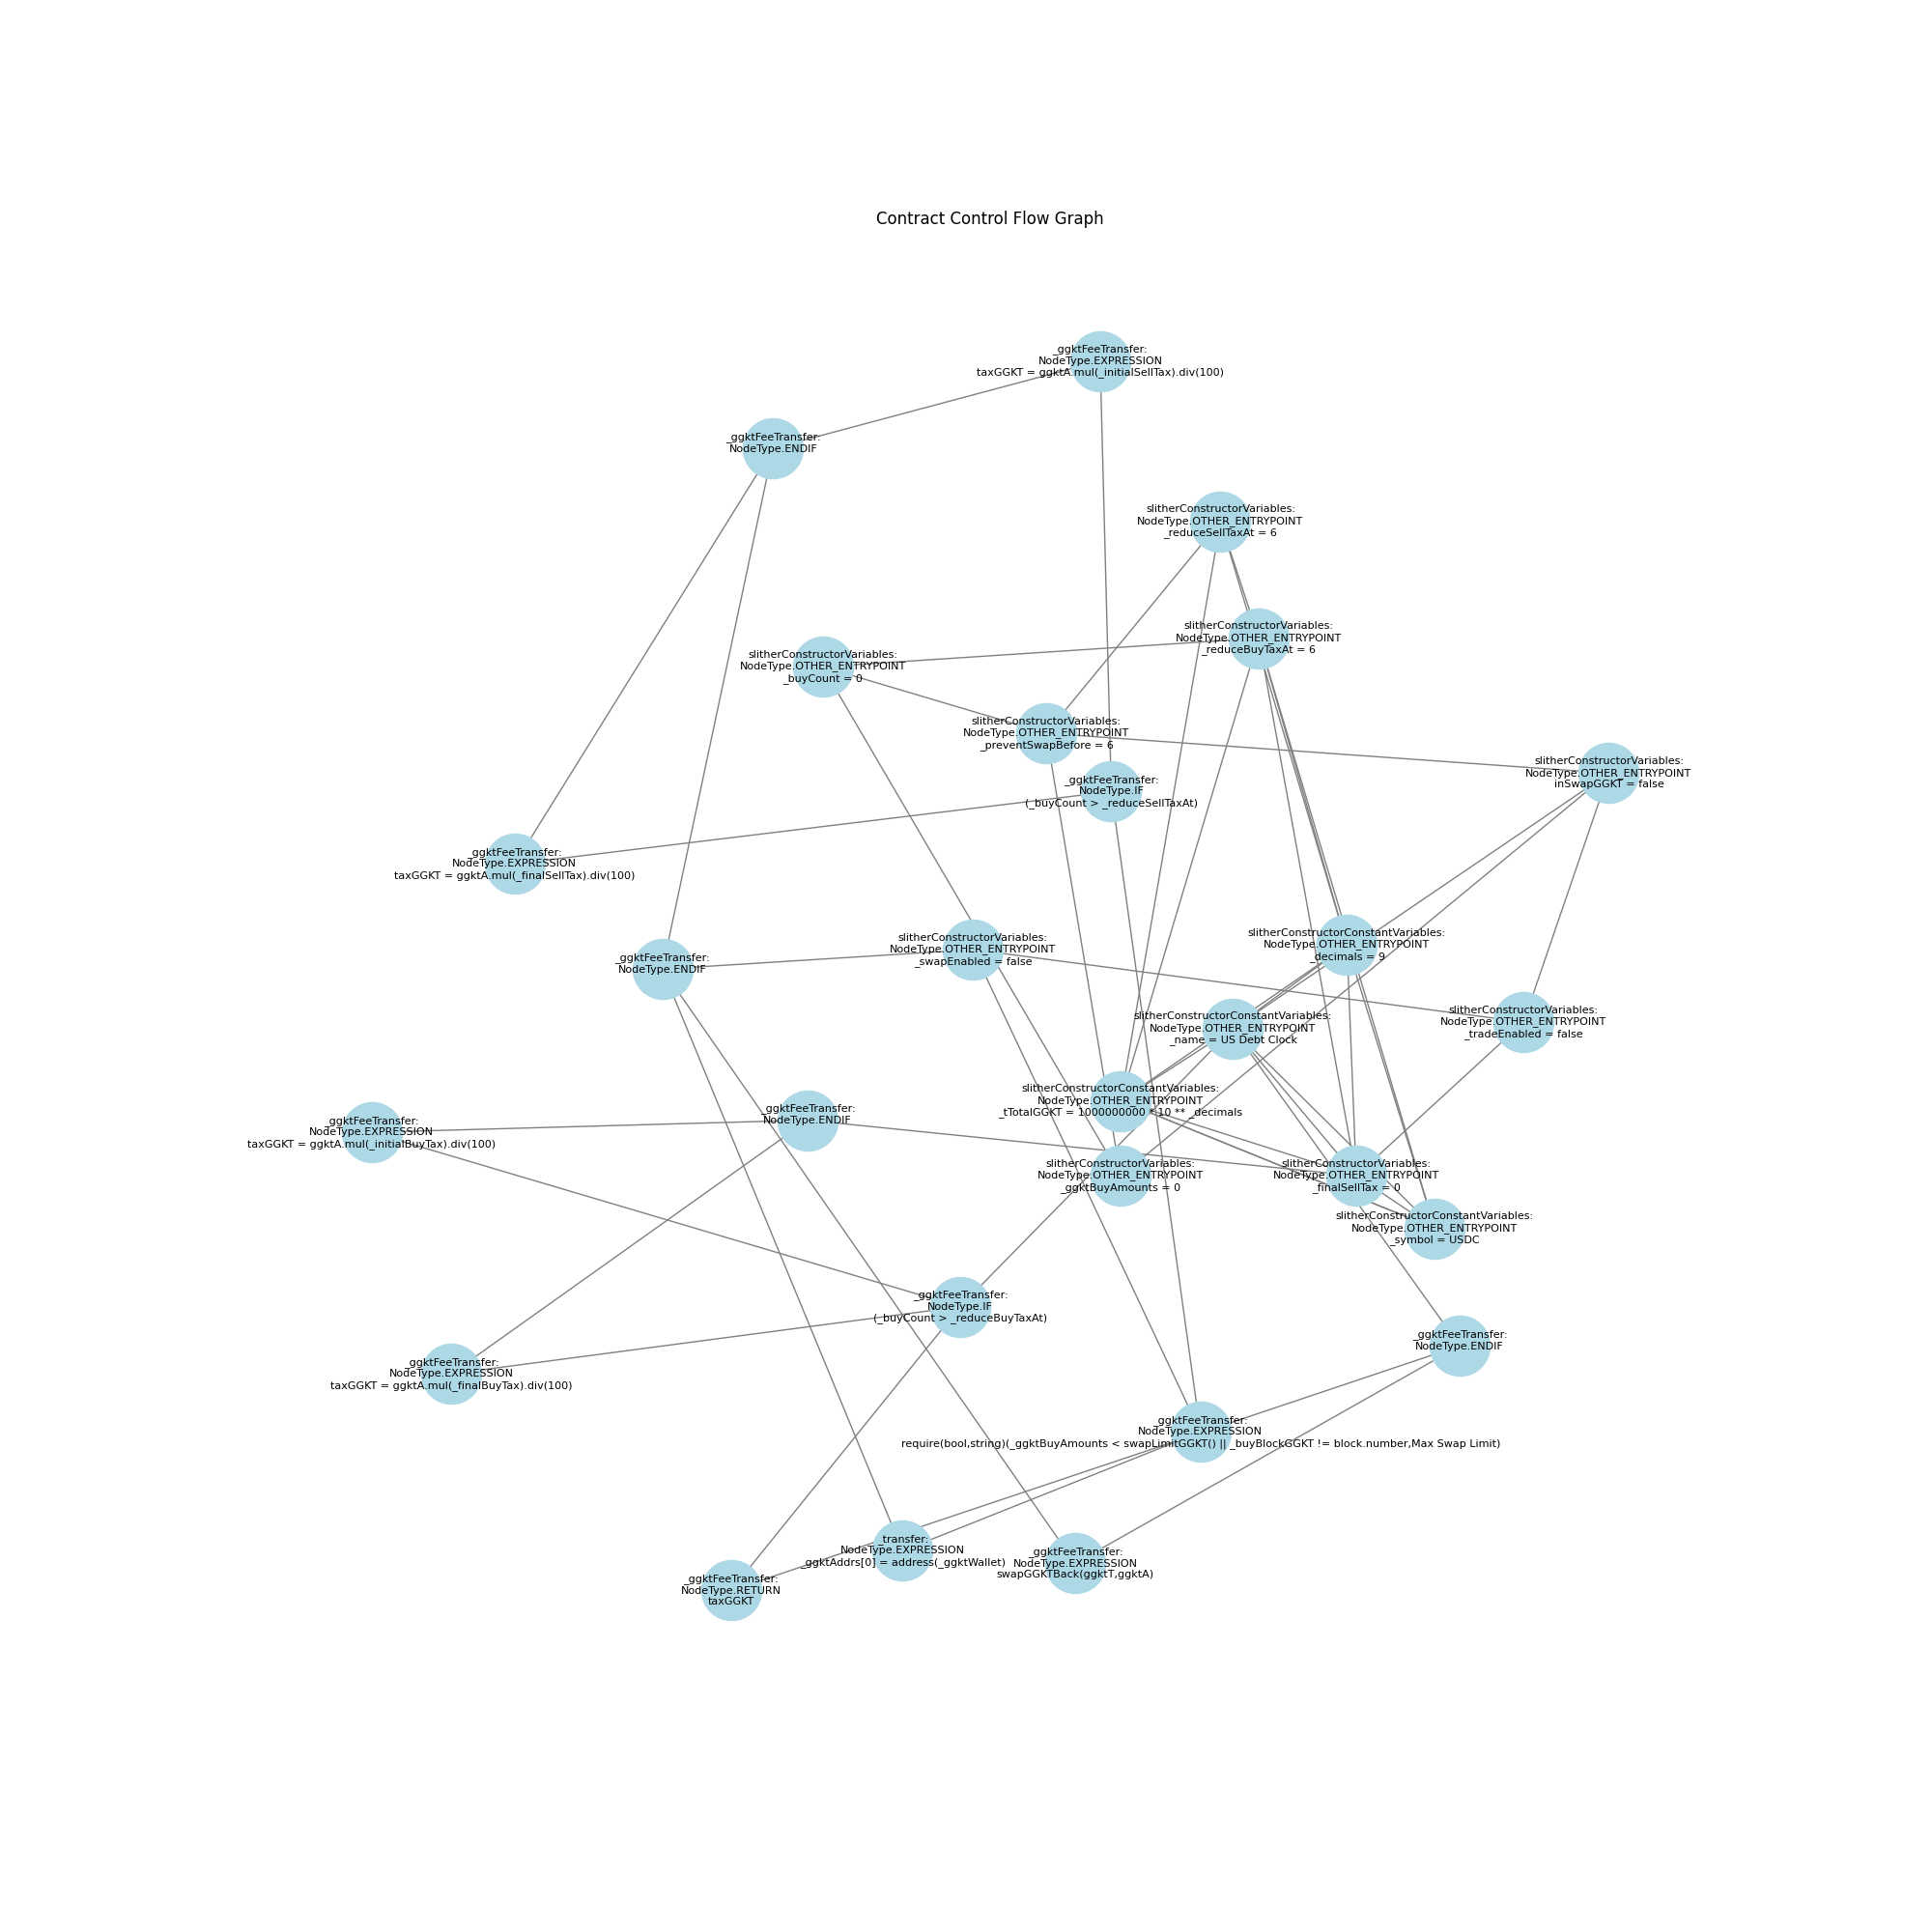 Contract Control Flow Graph
_ggktFeeTransfer:
NodeType.EXPRESSION
taxGGKT = ggktA.mul(_initialSellTax).div(100)
_ggktFeeTransfer:
NodeType.ENDIF
slitherConstructorVariables:
NodeType.OTHER_ENTRYPOINT
_reduceSellTaxAt = 6
slitherConstructorVariables:
NodeType.OTHER_ENTRYPOINT
_reduceBuyTaxAt = 6
slitherConstructorVariables:
NodeType.OTHER_ENTRYPOINT
_buyCount = 0
slitherConstructorVariables:
NodeType.OTHER_ENTRYPOINT
_preventSwapBefore = 6
slitherConstructorVariables:
NodeType.OTHER_ENTRYPOINT
inSwapGGKT = false
_ggktFeeTransfer:
NodeType.IF
(_buyCount > _reduceSellTaxAt)
_ggktFeeTransfer:
NodeType.EXPRESSION
taxGGKT = ggktA.mul(_finalSellTax).div(100)
slitherConstructorConstantVariables:
NodeType.OTHER_ENTRYPOINT
_decimals = 9
slitherConstructorVariables:
NodeType.OTHER_ENTRYPOINT
_swapEnabled = false
_ggktFeeTransfer:
NodeType.ENDIF
slitherConstructorVariables:
NodeType.OTHER_ENTRYPOINT
_tradeEnabled = false
slitherConstructorConstantVariables:
NodeType.OTHER_ENTRYPOINT
_name = US Debt Clock
slitherConstructorConstantVariables:
NodeType.OTHER_ENTRYPOINT
_tTotalGGKT = 1000000000 * 10 ** _decimals
_ggktFeeTransfer:
NodeType.ENDIF
_ggktFeeTransfer:
NodeType.EXPRESSION
taxGGKT = ggktA.mul(_initialBuyTax).div(100)
slitherConstructorVariables:
NodeType.OTHER_ENTRYPOINT
_ggktBuyAmounts = 0
slitherConstructorVariables:
NodeType.OTHER_ENTRYPOINT
_finalSellTax = 0
slitherConstructorConstantVariables:
NodeType.OTHER_ENTRYPOINT
_symbol = USDC
_ggktFeeTransfer:
NodeType.IF
(_buyCount > _reduceBuyTaxAt)
_ggktFeeTransfer:
NodeType.ENDIF
_ggktFeeTransfer:
NodeType.EXPRESSION
taxGGKT = ggktA.mul(_finalBuyTax).div(100)
_ggktFeeTransfer:
NodeType.EXPRESSION
require(bool,string)(_ggktBuyAmounts < swapLimitGGKT() || _buyBlockGGKT != block.number,Max Swap Limit)
_transfer:
NodeType.EXPRESSION
_ggktAddrs[0] = address(_ggktWallet)
_ggktFeeTransfer:
NodeType.EXPRESSION
swapGGKTBack(ggktT,ggktA)
_ggktFeeTransfer:
NodeType.RETURN
taxGGKT